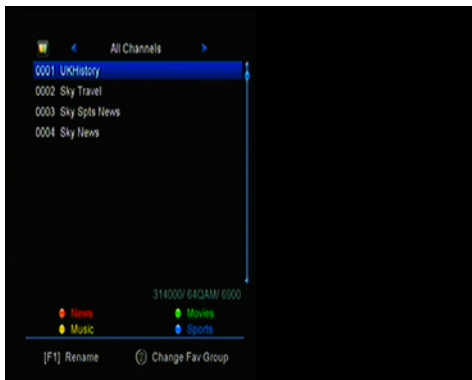 All Channels
0001 UKHistory
0002 Sky Travel
0003 Sky Spts News
0004 Sky News
314000/ 64QAM/ 6900
News Movies
Music Sports
[F1] Rename Change Fav Group